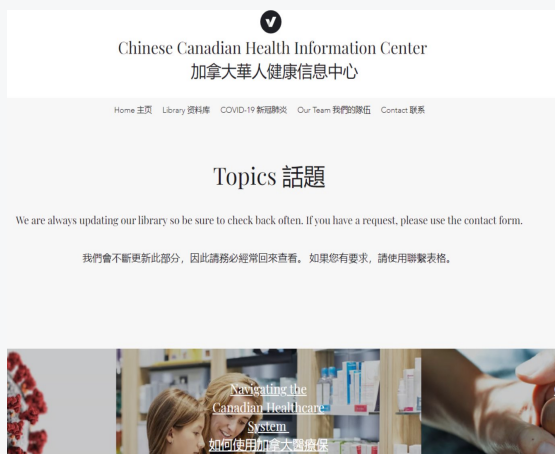 Chinese Canadian Health Information Center
加拿大華人健康信息中心
Home 主页 Library 资料库 COVID-19 新冠肺炎 Our Team 我們的隊伍 Contact 联系
Topics 話題
We are always updating our library so be sure to check back often. If you have a request, please use the contact form.
我們會不斷更新此部分，因此請務必經常回來查看。 如果您有要求，請使用聯繫表格。
Navigating the
Canadian Healthcare
System
如何使用加拿大醫療保